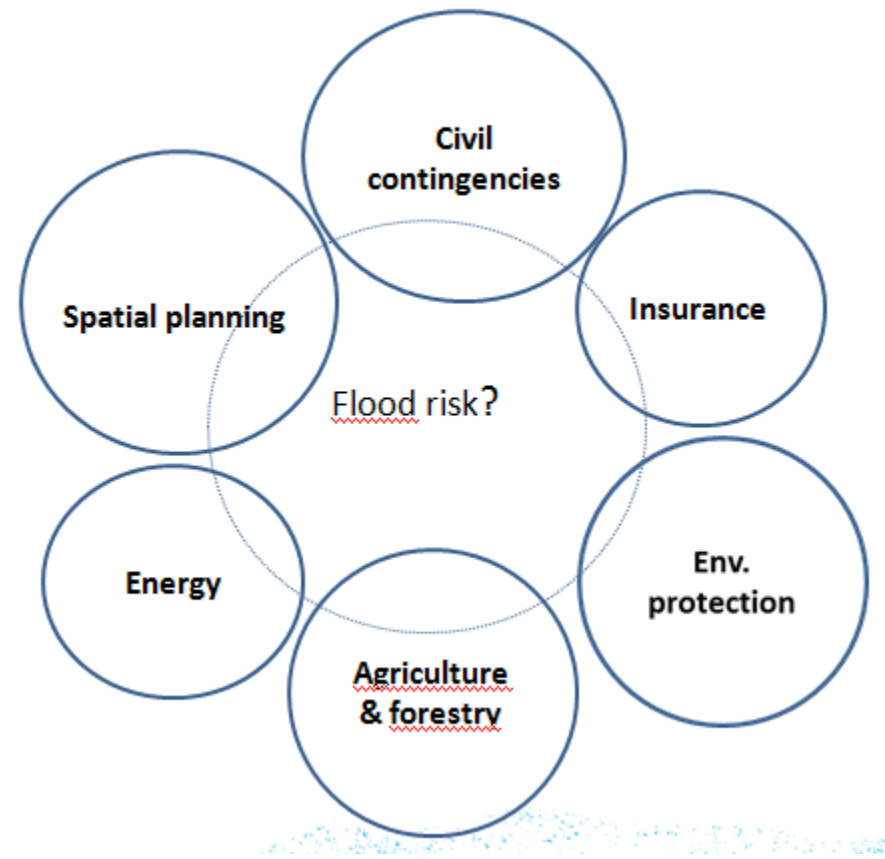 Civil
contingencies
Spatial planning
Insurance
Flood risk?
Energy
Env.
protection
Agriculture
& forestry